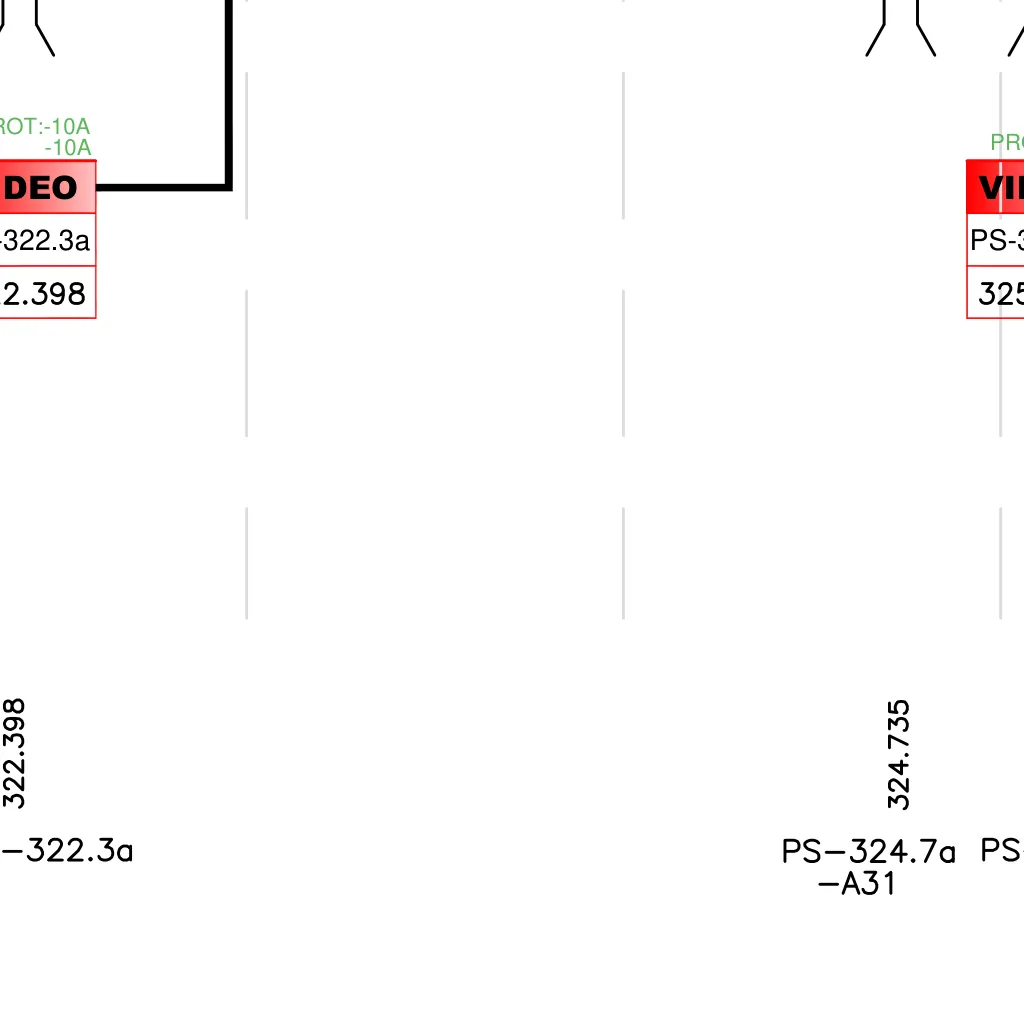 ROT:-10A
-10A
DEO
-322.3a
2.398
PRO
VI
PS-3
325
322.398
-322.3a
324.735
PS-324.7a
-A31
PS-